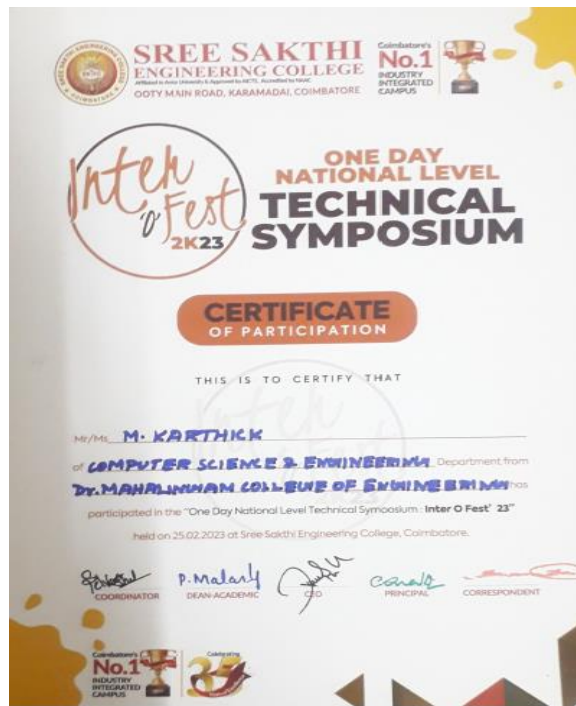 SREE SAKTHI
ENGINEERING COLLEGE
OOTY MAIN ROAD, KARAMADAI, COIMBATORE
Coimbatore's
No.1
INDUSTRY
INTEGRATED
CAMPUS
Inter
'O' Fest
2K23
ONE DAY
NATIONAL LEVEL
TECHNICAL
SYMPOSIUM
CERTIFICATE
OF PARTICIPATION
THIS IS TO CERTIFY THAT
Mr/Ms M. KARTHICK
of COMPUTER SCIENCE & ENGINEERING Department from
Dr. MAHALINGAM COLLEGE OF ENGINEERING has
participated in the "One Day National Level Technical Symposium : Inter O Fest' 23"
held on 25.02.2023 at Sree Sakthi Engineering College, Coimbatore.
P. Malar
COORDINATOR DEAN-ACADEMIC CEO PRINCIPAL CORRESPONDENT
Coimbatore's
No.1
INDUSTRY
INTEGRATED
CAMPUS
Celebrating